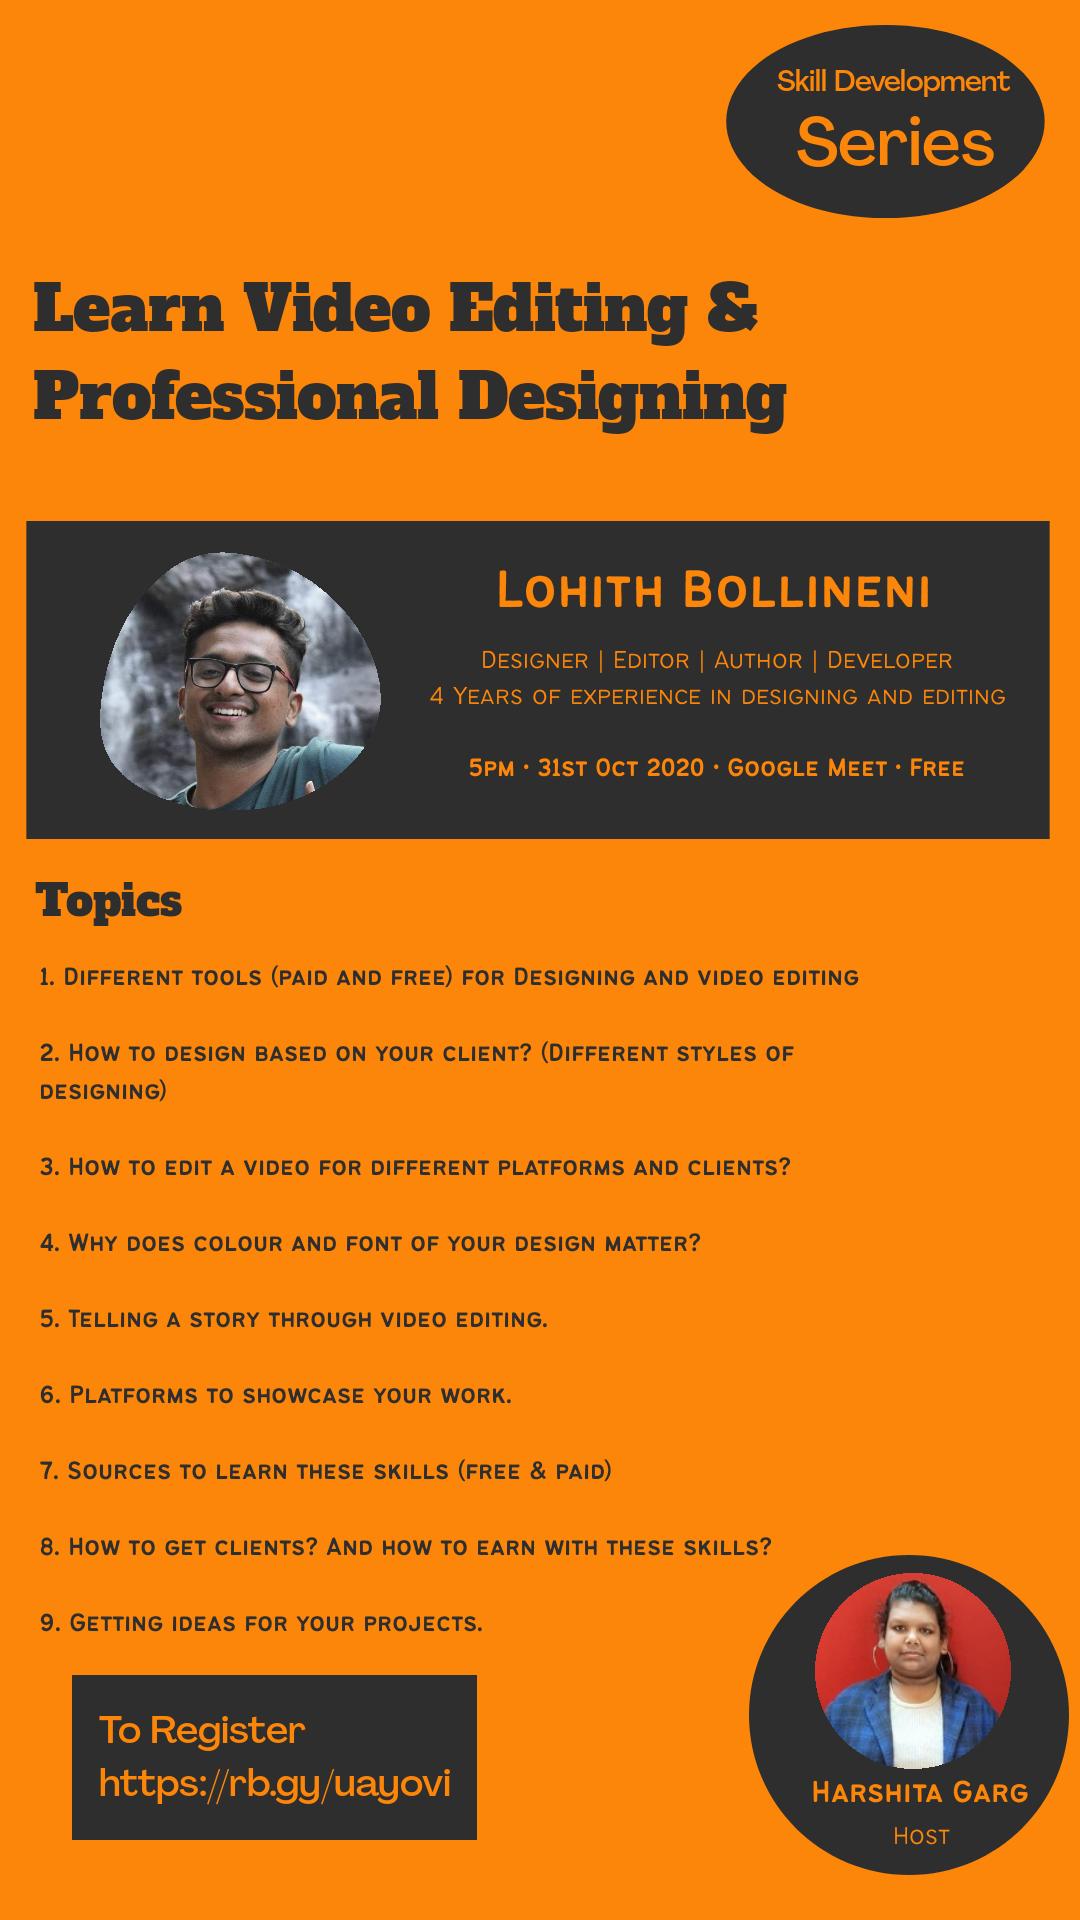 Skill Development
Series
Learn Video Editing &
Professional Designing
Lohith Bollineni
Designer | Editor | Author | Developer
4 Years of experience in designing and editing
5pm · 31st Oct 2020 · Google Meet · Free
Topics
1. Different tools (paid and free) for Designing and video editing
2. How to design based on your client? (Different styles of
designing)
3. How to edit a video for different platforms and clients?
4. Why does colour and font of your design matter?
5. Telling a story through video editing.
6. Platforms to showcase your work.
7. Sources to learn these skills (free & paid)
8. How to get clients? And how to earn with these skills?
9. Getting ideas for your projects.
To Register
https://rb.gy/uayovi
Harshita Garg
Host